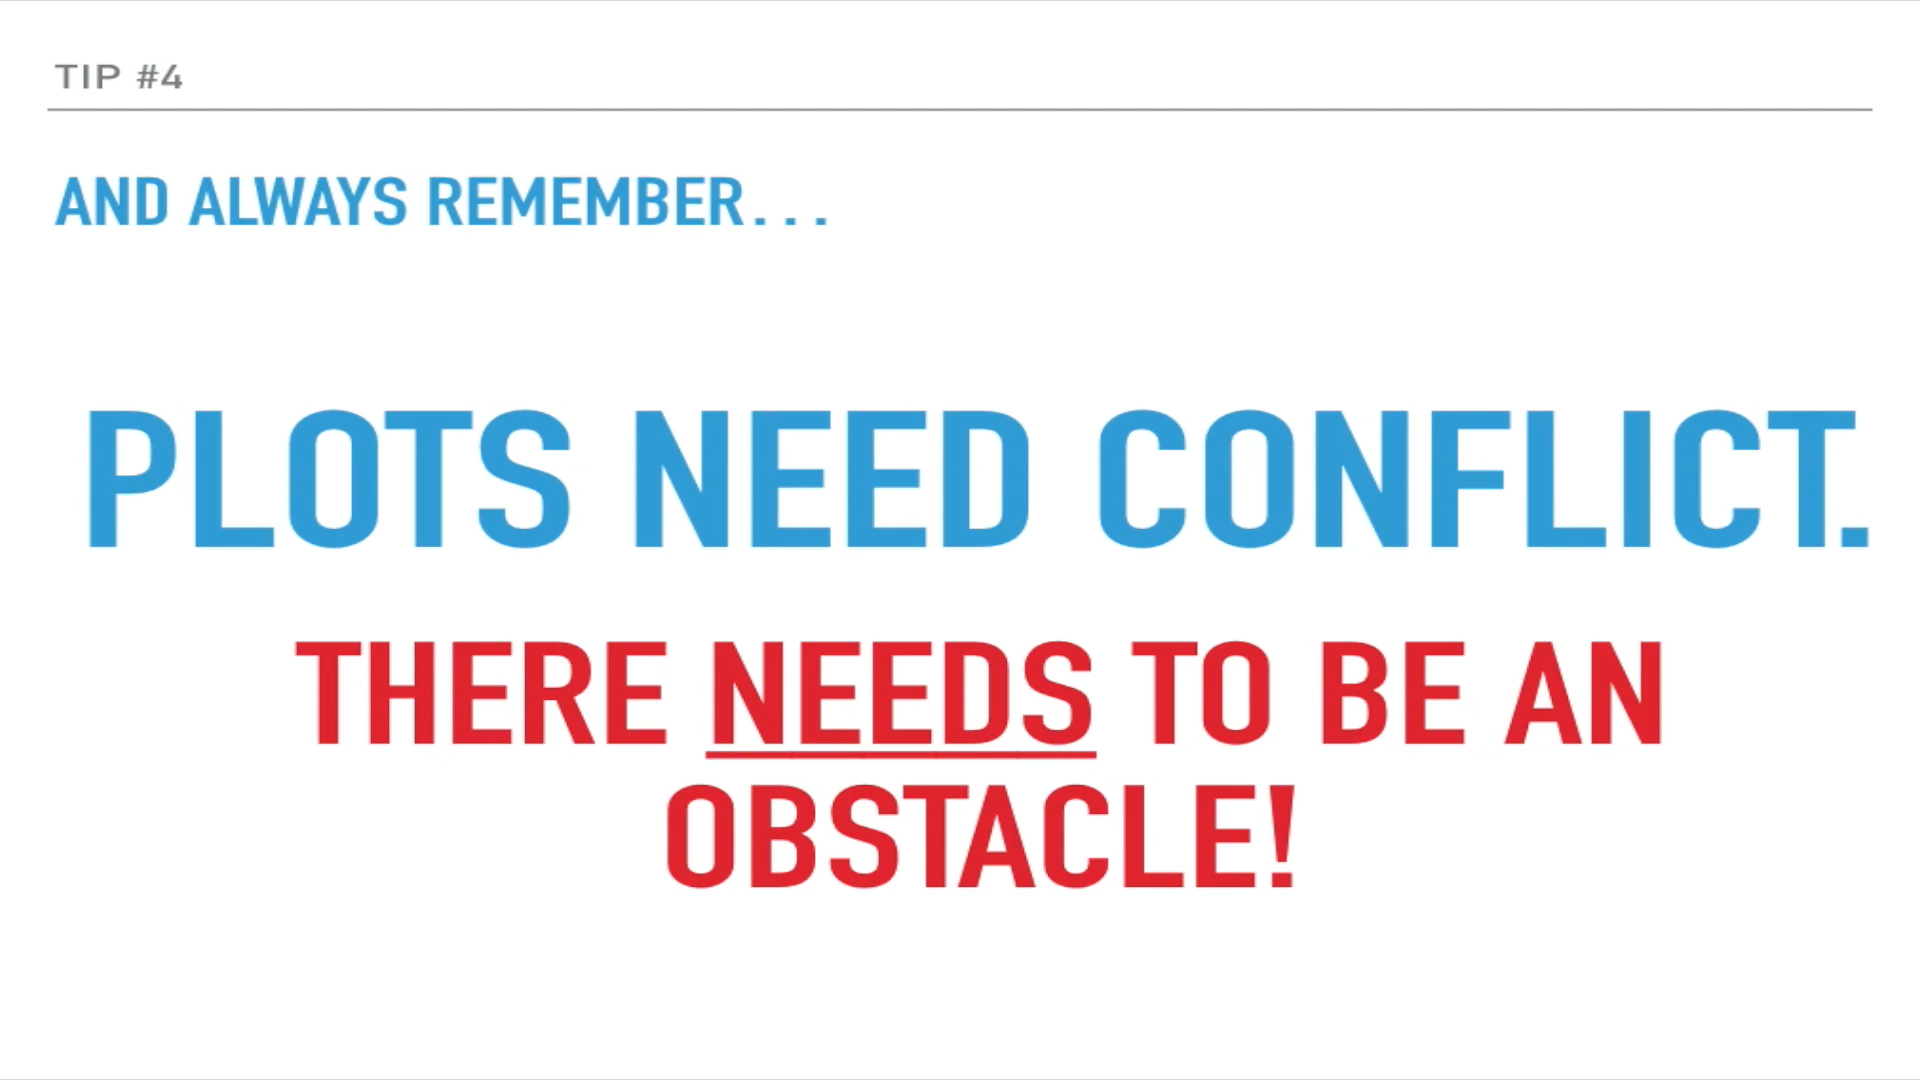 TIP #4
AND ALWAYS REMEMBER...
PLOTS NEED CONFLICT.
THERE NEEDS TO BE AN
OBSTACLE!